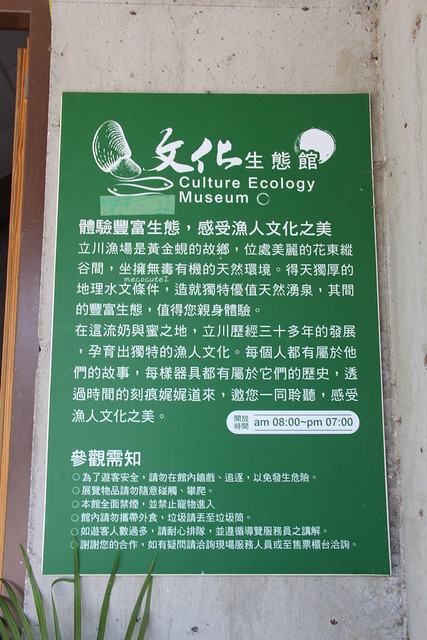 文化生態館
Culture Ecology
Museum
體驗豐富生態，感受漁人文化之美
立川漁場是黃金蜆的故鄉，位處美麗的花東縱
谷間，坐擁無毒有機的天然環境。得天獨厚的
mecocute2
地理水文條件，造就獨特優值天然湧泉，其間
的豐富生態，值得您親身體驗。
在這流奶與蜜之地，立川歷經三十多年的發展
，孕育出獨特的漁人文化。每個人都有屬於他
們的故事，每樣器具都有屬於它們的歷史，透
過時間的刻痕娓娓道來，邀您一同聆聽，感受
漁人文化之美。
開放時間 am 08:00~pm 07:00
參觀需知
○為了遊客安全，請勿在館內嬉戲、追逐，以免發生危險。
○展覽物品請勿隨意碰觸、攀爬。
○本館全面禁煙，並禁止寵物進入
○館內請勿攜帶外食，垃圾請丟至垃圾筒。
○如遊客人數過多，請耐心排隊，並遵循導覽服務員之講解。
○謝謝您的合作，如有疑問請洽詢現場服務人員或至售票櫃台洽詢。